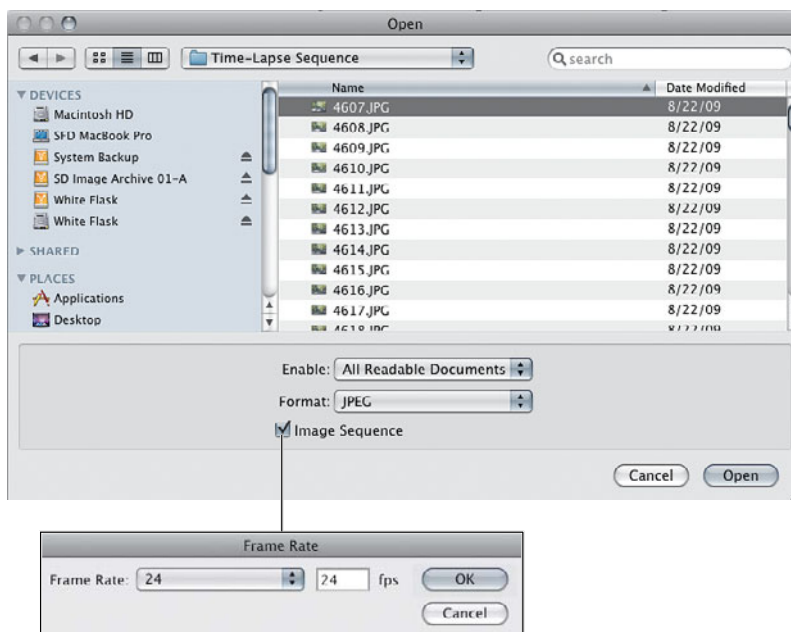 Open
Time-Lapse Sequence
search
DEVICES
Macintosh HD
SFD MacBook Pro
System Backup
SD Image Archive 01-A
White Flask
White Flask
SHARED
PLACES
Applications
Desktop
Name Date Modified
4607.JPG 8/22/09
4608.JPG 8/22/09
4609.JPG 8/22/09
4610.JPG 8/22/09
4611.JPG 8/22/09
4612.JPG 8/22/09
4613.JPG 8/22/09
4614.JPG 8/22/09
4615.JPG 8/22/09
4616.JPG 8/22/09
4617.JPG 8/22/09
4618.JPG 8/22/09
Enable: All Readable Documents
Format: JPEG
Image Sequence
Cancel Open
Frame Rate
Frame Rate: 24 24 fps OK
Cancel